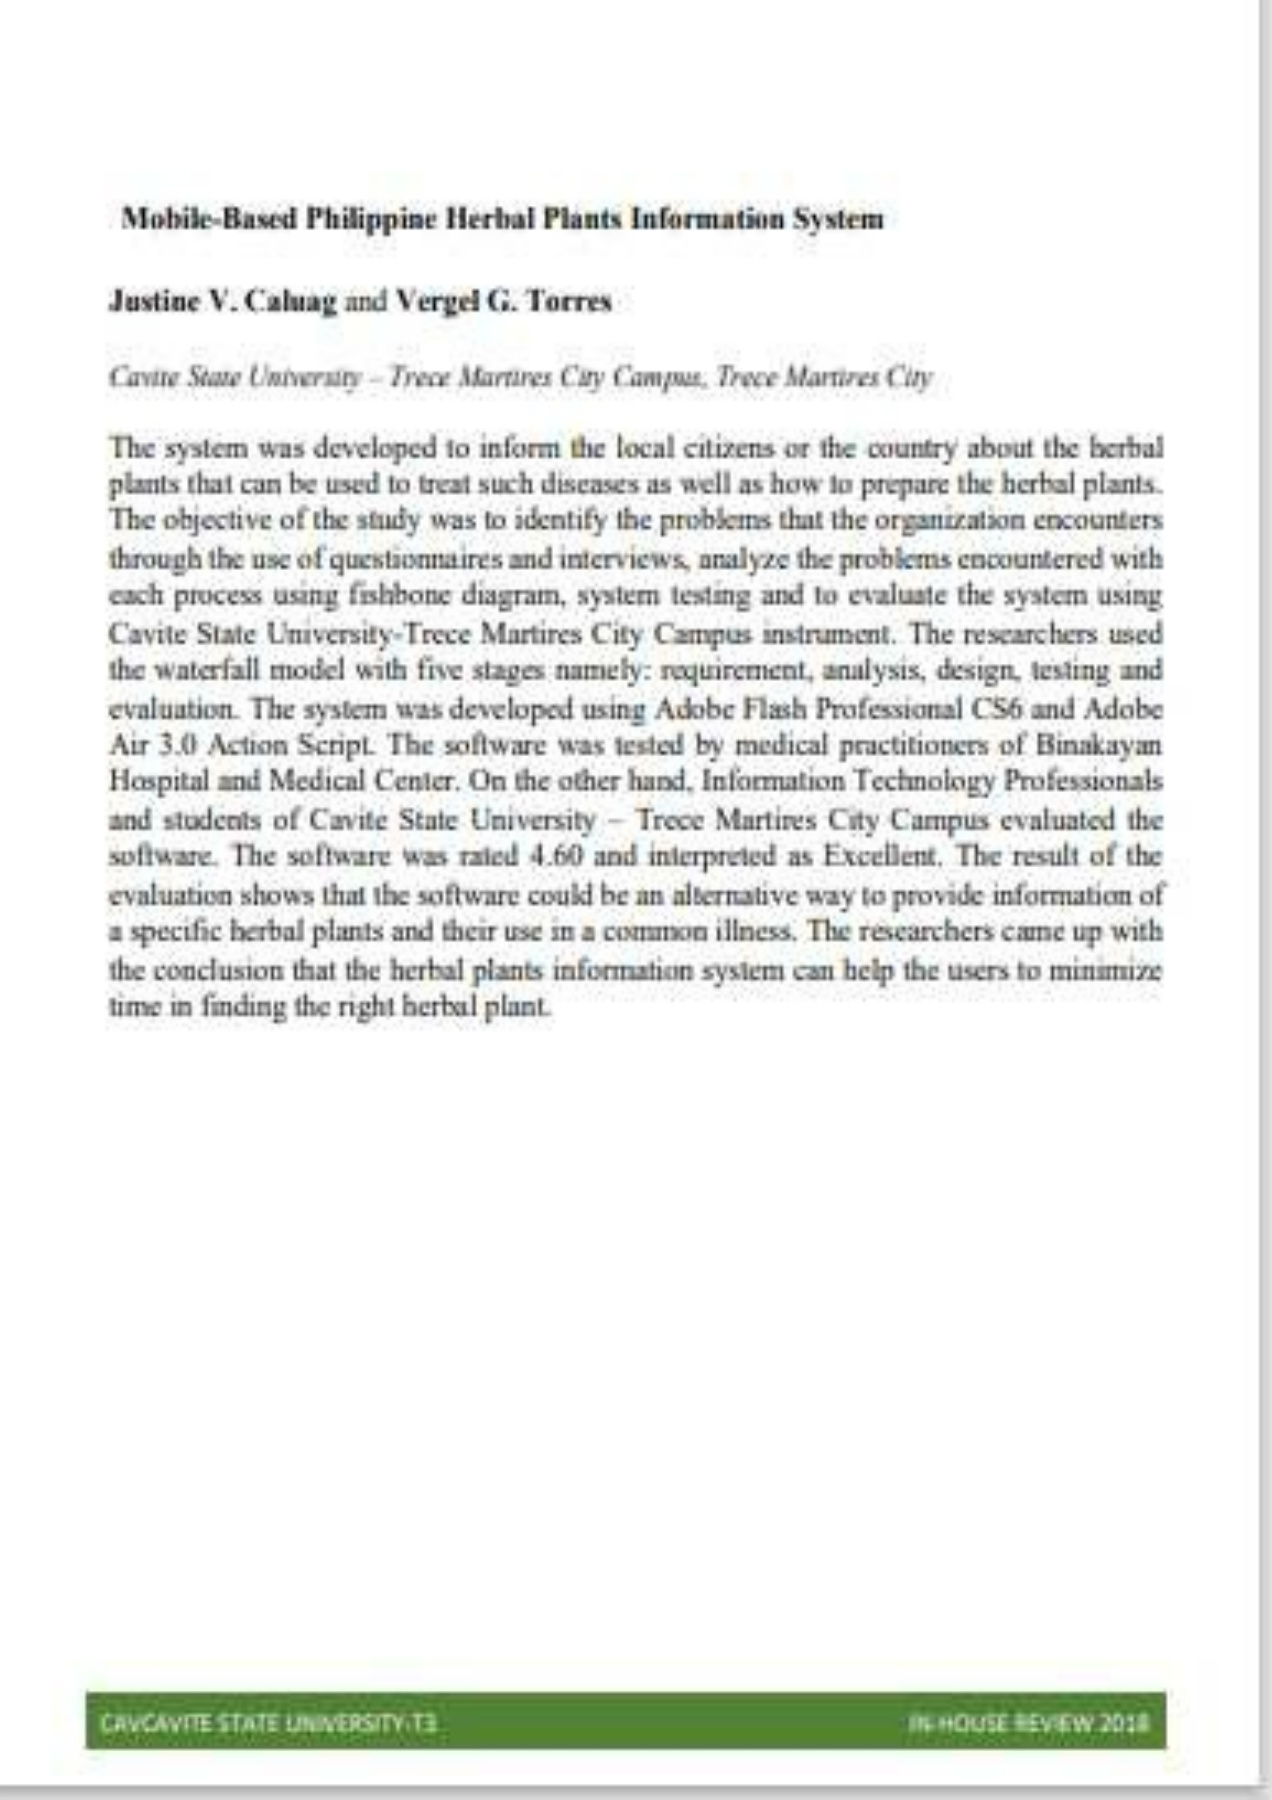 Mobile-Based Philippine Herbal Plants Information System
Justine V. Caluag and Vergel G. Torres
Cavite State University – Trece Martires City Campus, Trece Martires City
The system was developed to inform the local citizens or the country about the herbal
plants that can be used to treat such diseases as well as how to prepare the herbal plants.
The objective of the study was to identify the problems that the organization encounters
through the use of questionnaires and interviews, analyze the problems encountered with
each process using fishbone diagram, system testing and to evaluate the system using
Cavite State University-Trece Martires City Campus instrument. The researchers used
the waterfall model with five stages namely: requirement, analysis, design, testing and
evaluation. The system was developed using Adobe Flash Professional CS6 and Adobe
Air 3.0 Action Script. The software was tested by medical practitioners of Binakayan
Hospital and Medical Center. On the other hand, Information Technology Professionals
and students of Cavite State University – Trece Martires City Campus evaluated the
software. The software was rated 4.60 and interpreted as Excellent. The result of the
evaluation shows that the software could be an alternative way to provide information of
a specific herbal plants and their use in a common illness. The researchers came up with
the conclusion that the herbal plants information system can help the users to minimize
time in finding the right herbal plant.
CAVCAVITE STATE UNIVERSITY-T3 IN-HOUSE REVIEW 2018